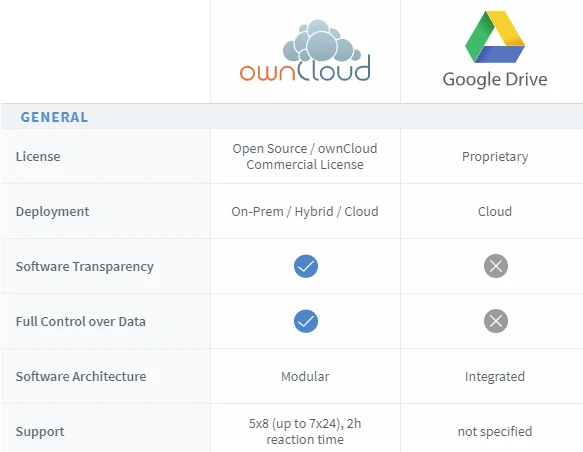 ownCloud
Google Drive
GENERAL
License
Open Source / ownCloud
Commercial License
Proprietary
Deployment
On-Prem / Hybrid / Cloud
Cloud
Software Transparency
Full Control over Data
Software Architecture
Modular
Integrated
Support
5x8 (up to 7x24), 2h
reaction time
not specified